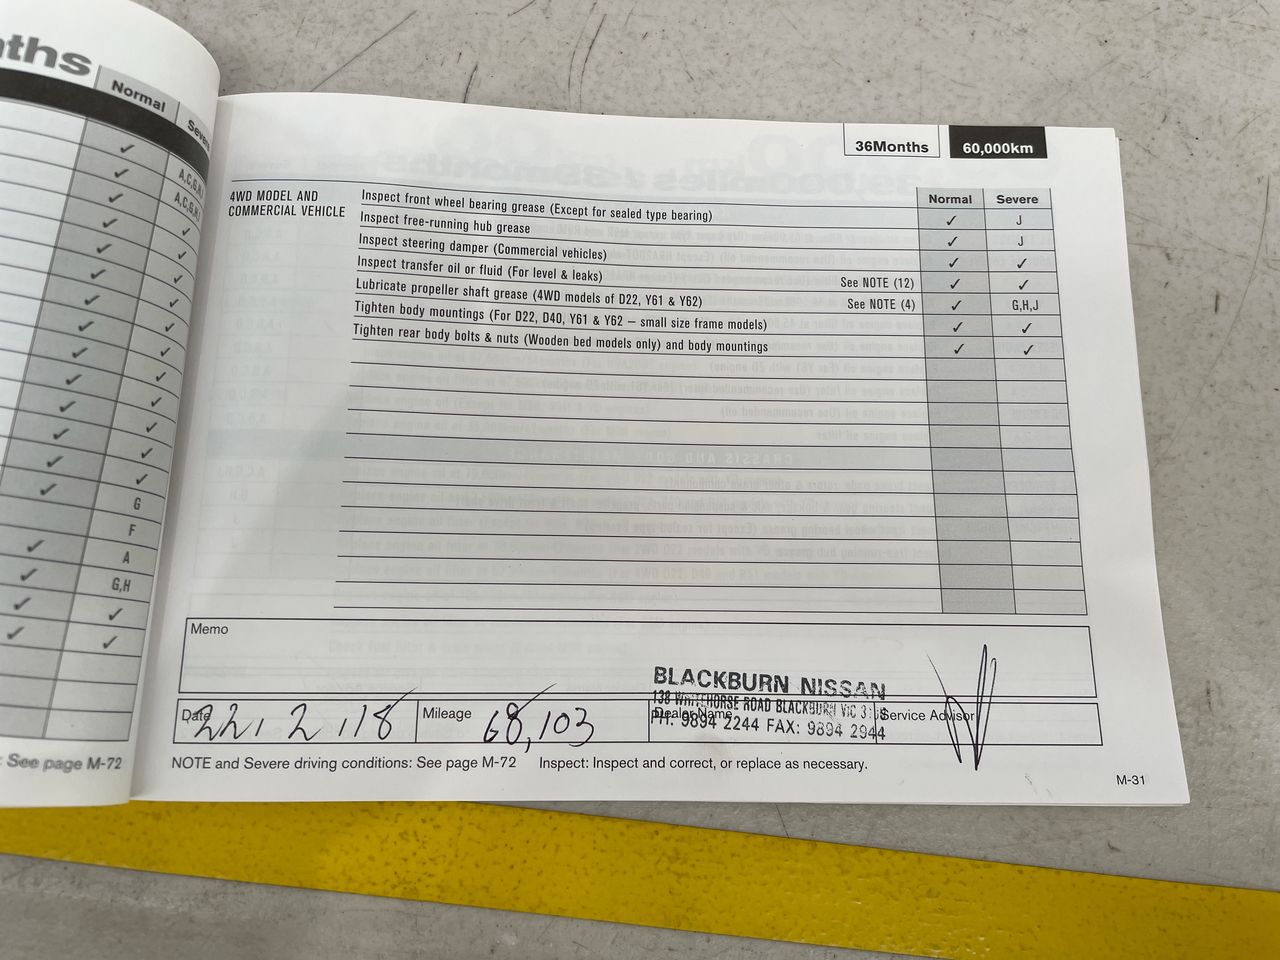 nths
Normal
A,C,G,H
A,C,G,H
G
F
A
G,H
See page M-72
36Months 60,000km
4WD MODEL AND
COMMERCIAL VEHICLE
Normal Severe
Inspect front wheel bearing grease (Except for sealed type bearing) ✓ J
Inspect free-running hub grease ✓ J
Inspect steering damper (Commercial vehicles) ✓ ✓
Inspect transfer oil or fluid (For level & leaks) See NOTE (12) ✓ ✓
Lubricate propeller shaft grease (4WD models of D22, Y61 & Y62) See NOTE (4) ✓ G,H,J
Tighten body mountings (For D22, D40, Y61 & Y62 – small size frame models) ✓ ✓
Tighten rear body bolts & nuts (Wooden bed models only) and body mountings ✓ ✓
Memo
BLACKBURN NISSAN
138 WHITEHORSE ROAD BLACKBURN VIC
PH: 9894 2244 FAX: 9894 2944
Date 22, 2, 18
Mileage 68,103
Dealer Name
Service Advisor
NOTE and Severe driving conditions: See page M-72 Inspect: Inspect and correct, or replace as necessary.
M-31